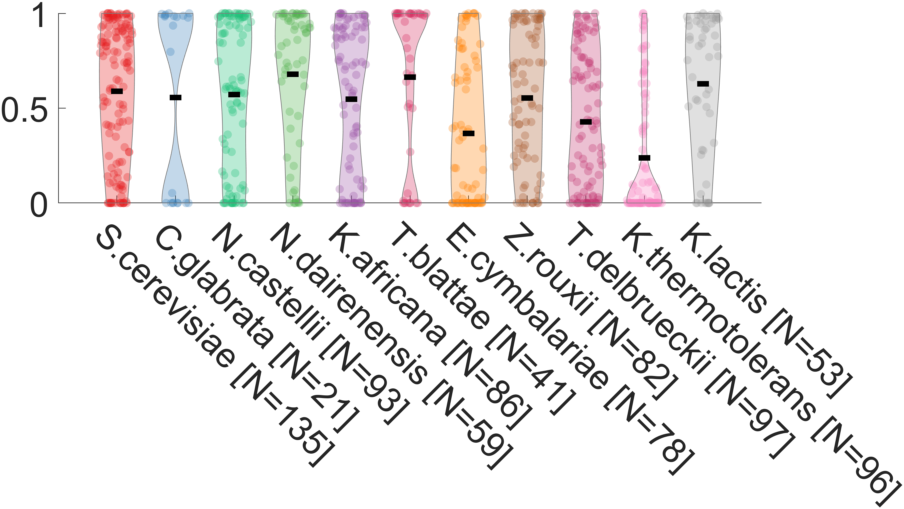 1
0.5
0
S.cerevisiae [N=135]
C.glabrata [N=21]
N.castellii [N=93]
N.dairenensis [N=59]
K.africana [N=86]
T.blattae [N=41]
E.cymbalariae [N=78]
Z.rouxii [N=82]
T.delbrueckii [N=97]
K.thermotolerans [N=96]
K.lactis [N=53]